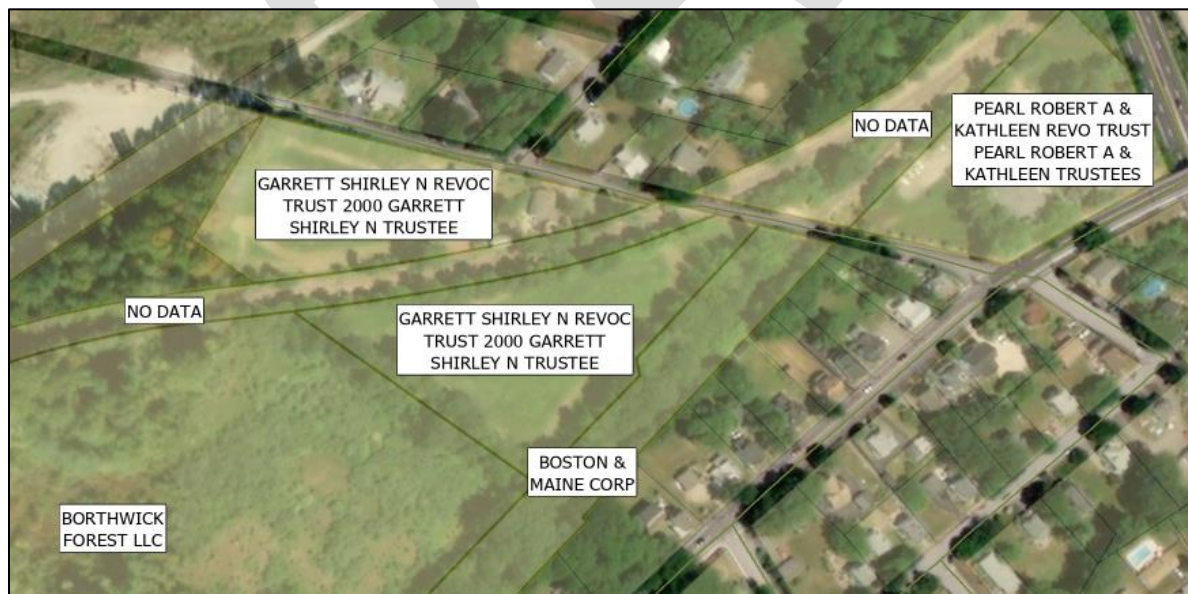 NO DATA
PEARL ROBERT A &
KATHLEEN REVO TRUST
PEARL ROBERT A &
KATHLEEN TRUSTEES
GARRETT SHIRLEY N REVOC
TRUST 2000 GARRETT
SHIRLEY N TRUSTEE
NO DATA
GARRETT SHIRLEY N REVOC
TRUST 2000 GARRETT
SHIRLEY N TRUSTEE
BOSTON &
MAINE CORP
BORTHWICK
FOREST LLC